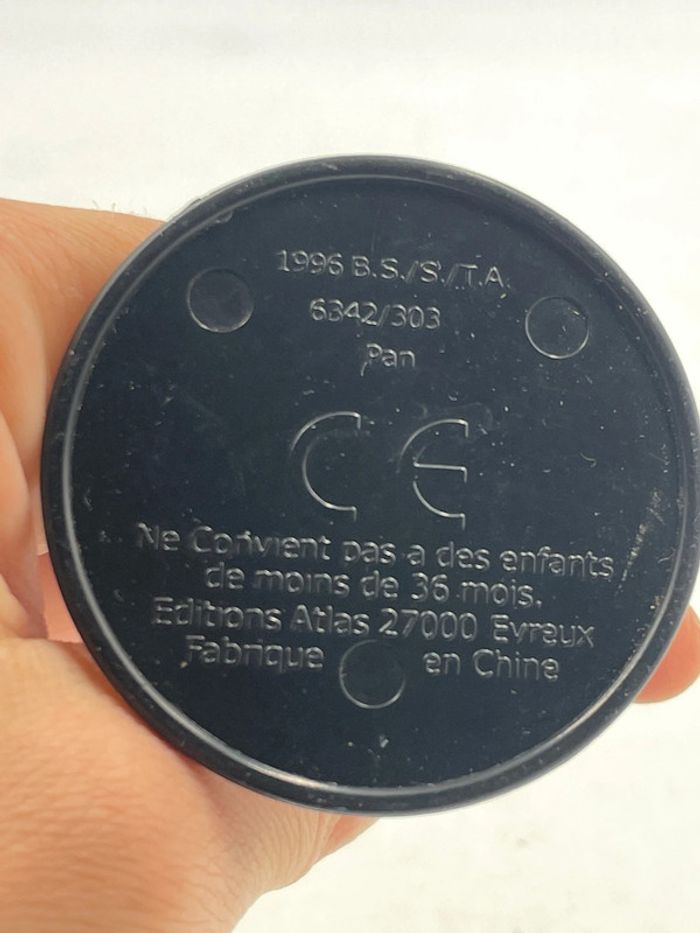 1996 B.S./S./T.A.
6342/303
Pan
CE
Ne Convient pas a des enfants
de moins de 36 mois.
Editions Atlas 27000 Evreux
Fabrique en Chine